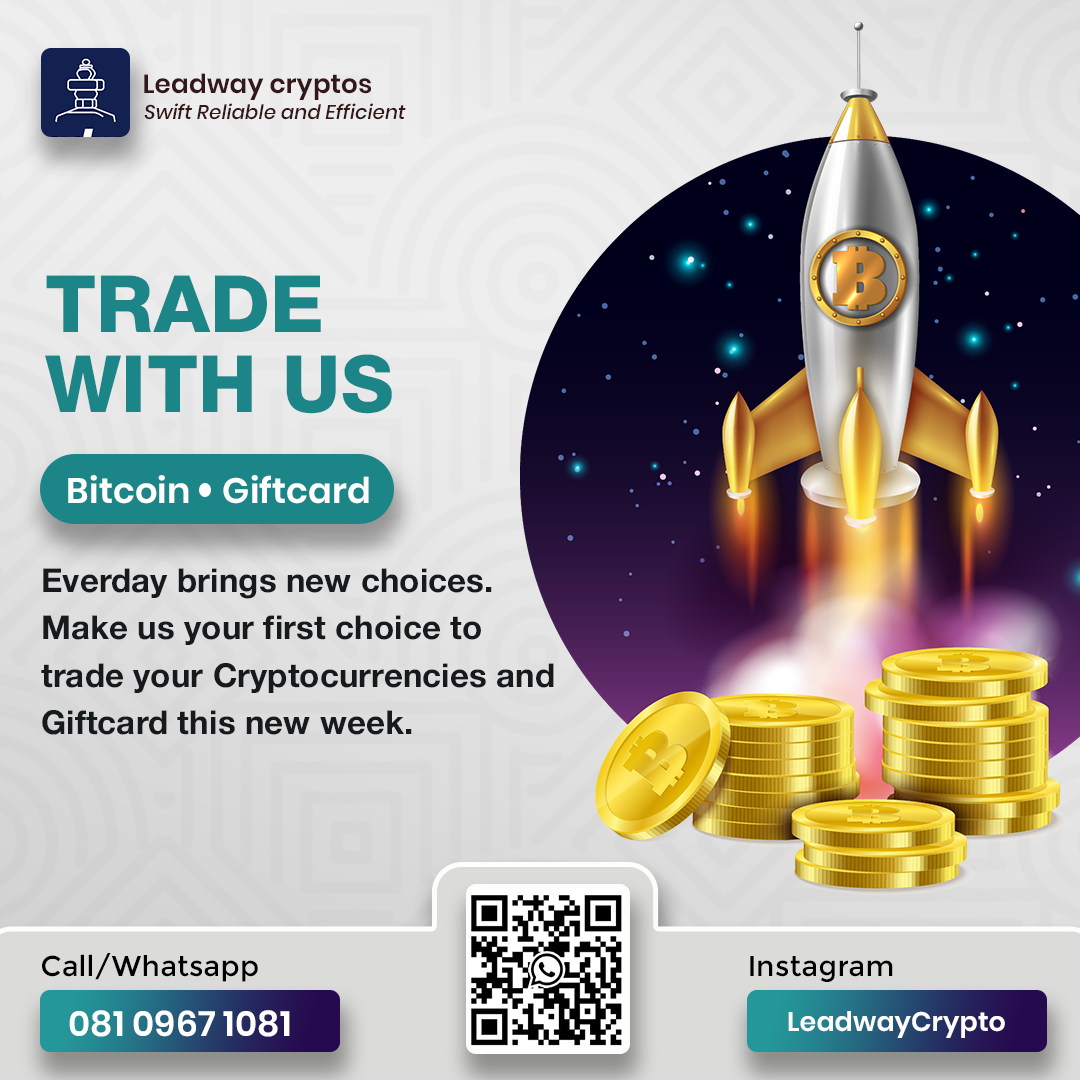 Leadway cryptos
Swift Reliable and Efficient
TRADE
WITH US
Bitcoin • Giftcard
Everday brings new choices.
Make us your first choice to
trade your Cryptocurrencies and
Giftcard this new week.
Call/Whatsapp
081 0967 1081
Instagram
LeadwayCrypto